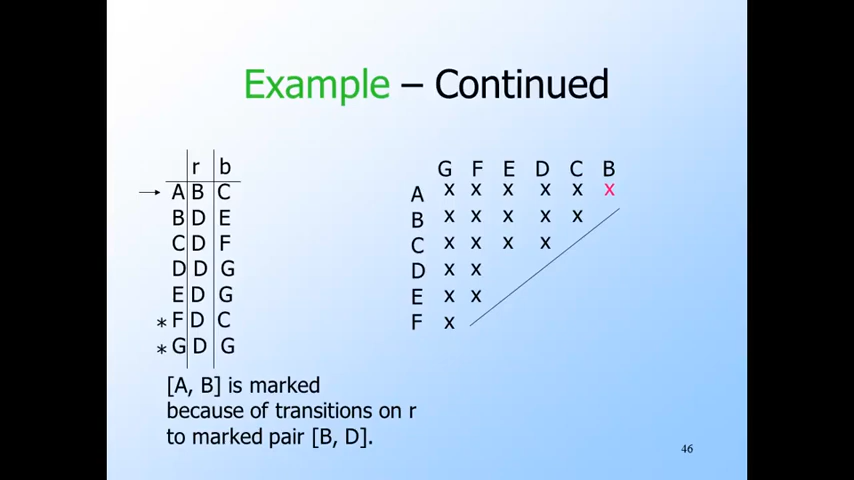 Example – Continued
r b
A B C
B D E
C D F
D D G
E D G
* F D C
* G D G
G F E D C B
A x x x x x x
B x x x x x
C x x x x
D x x
E x x
F x
[A, B] is marked
because of transitions on r
to marked pair [B, D].
46